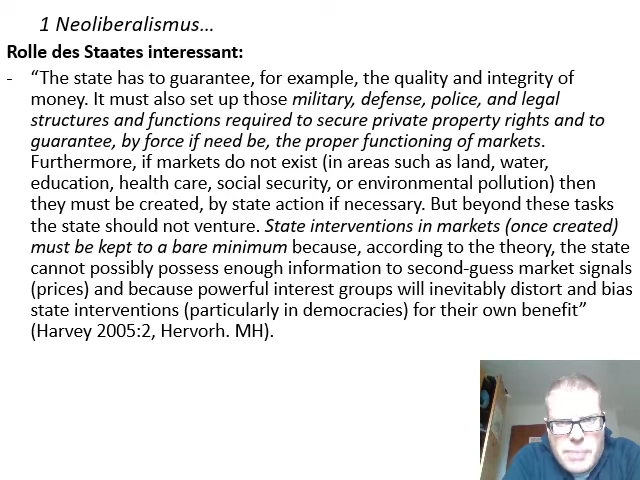 1 Neoliberalismus…
Rolle des Staates interessant:
- “The state has to guarantee, for example, the quality and integrity of
money. It must also set up those military, defense, police, and legal
structures and functions required to secure private property rights and to
guarantee, by force if need be, the proper functioning of markets.
Furthermore, if markets do not exist (in areas such as land, water,
education, health care, social security, or environmental pollution) then
they must be created, by state action if necessary. But beyond these tasks
the state should not venture. State interventions in markets (once created)
must be kept to a bare minimum because, according to the theory, the state
cannot possibly possess enough information to second-guess market signals
(prices) and because powerful interest groups will inevitably distort and bias
state interventions (particularly in democracies) for their own benefit”
(Harvey 2005:2, Hervorh. MH).